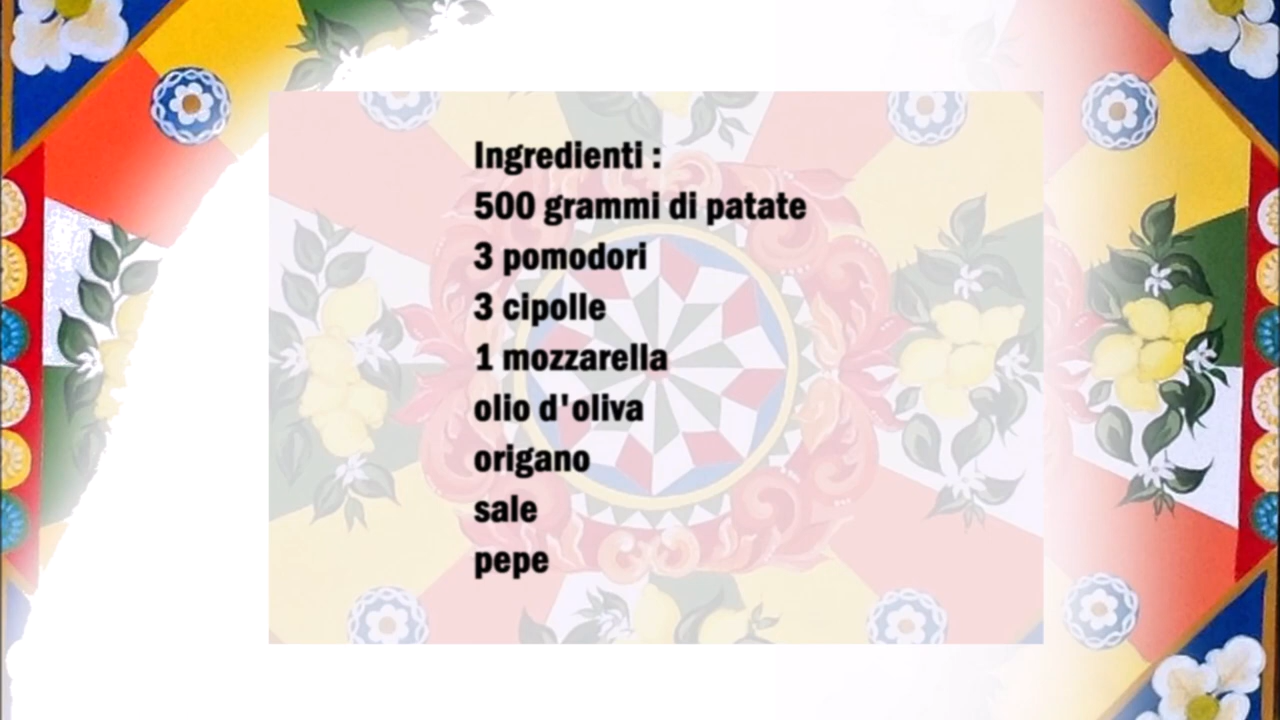 Ingredienti :
500 grammi di patate
3 pomodori
3 cipolle
1 mozzarella
olio d'oliva
origano
sale
pepe